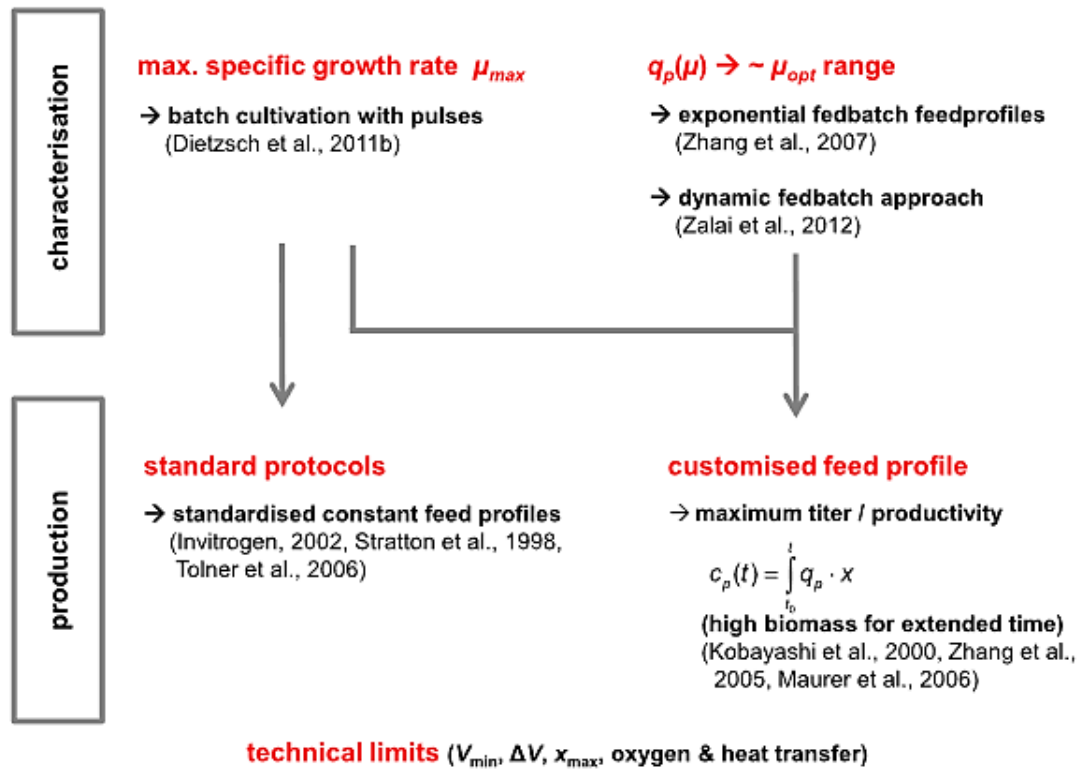 characterisation
max. specific growth rate μmax
→ batch cultivation with pulses
(Dietzsch et al., 2011b)
qp(μ) → ~ μopt range
→ exponential fedbatch feedprofiles
(Zhang et al., 2007)
→ dynamic fedbatch approach
(Zalai et al., 2012)
production
standard protocols
→ standardised constant feed profiles
(Invitrogen, 2002, Stratton et al., 1998,
Tolner et al., 2006)
customised feed profile
→ maximum titer / productivity
cp(t) = ∫t0t qp · x
(high biomass for extended time)
(Kobayashi et al., 2000, Zhang et al.,
2005, Maurer et al., 2006)
technical limits (Vmin, ΔV, xmax, oxygen & heat transfer)